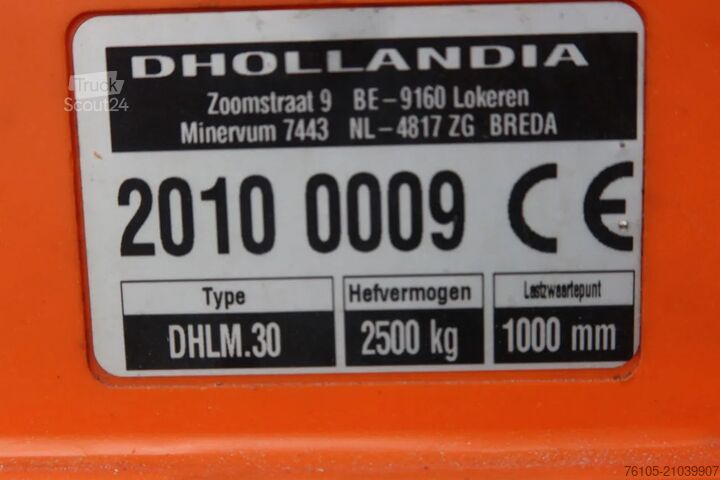 DHOLLANDIA
Zoomstraat 9 BE-9160 Lokeren
Minervum 7443 NL-4817 ZG BREDA
2010 0009 CE
Type Hefvermogen Lastzwaartepunt
DHLM.30 2500 kg 1000 mm
Truck
Scout24
76105-21039907